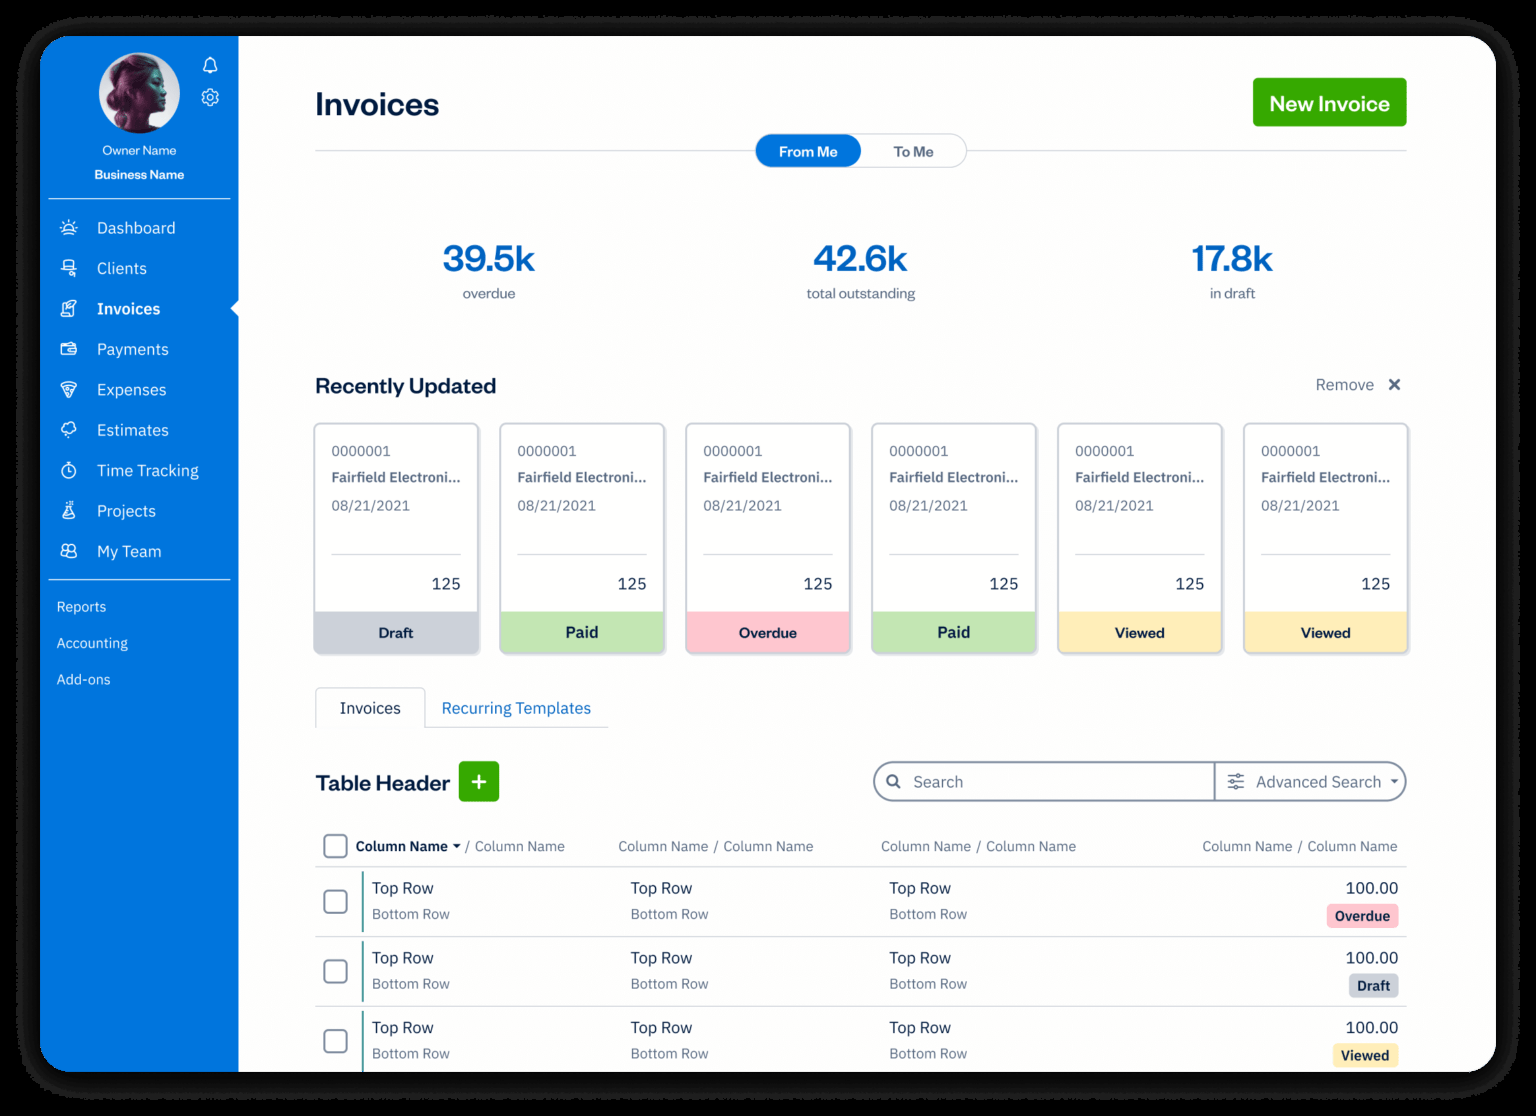 Owner Name
Business Name
Dashboard
Clients
Invoices
Payments
Expenses
Estimates
Time Tracking
Projects
My Team
Reports
Accounting
Add-ons
Invoices
New Invoice
From Me To Me
39.5k 42.6k 17.8k
overdue total outstanding in draft
Recently Updated Remove
0000001 0000001 0000001 0000001 0000001 0000001
Fairfield Electroni... Fairfield Electroni... Fairfield Electroni... Fairfield Electroni... Fairfield Electroni... Fairfield Electroni...
08/21/2021 08/21/2021 08/21/2021 08/21/2021 08/21/2021 08/21/2021
125 125 125 125 125 125
Draft Paid Overdue Paid Viewed Viewed
Invoices Recurring Templates
Table Header + Search Advanced Search
Column Name / Column Name Column Name / Column Name Column Name / Column Name Column Name / Column Name
Top Row Top Row Top Row 100.00
Bottom Row Bottom Row Bottom Row Overdue
Top Row Top Row Top Row 100.00
Bottom Row Bottom Row Bottom Row Draft
Top Row Top Row Top Row 100.00
Bottom Row Bottom Row Bottom Row Viewed